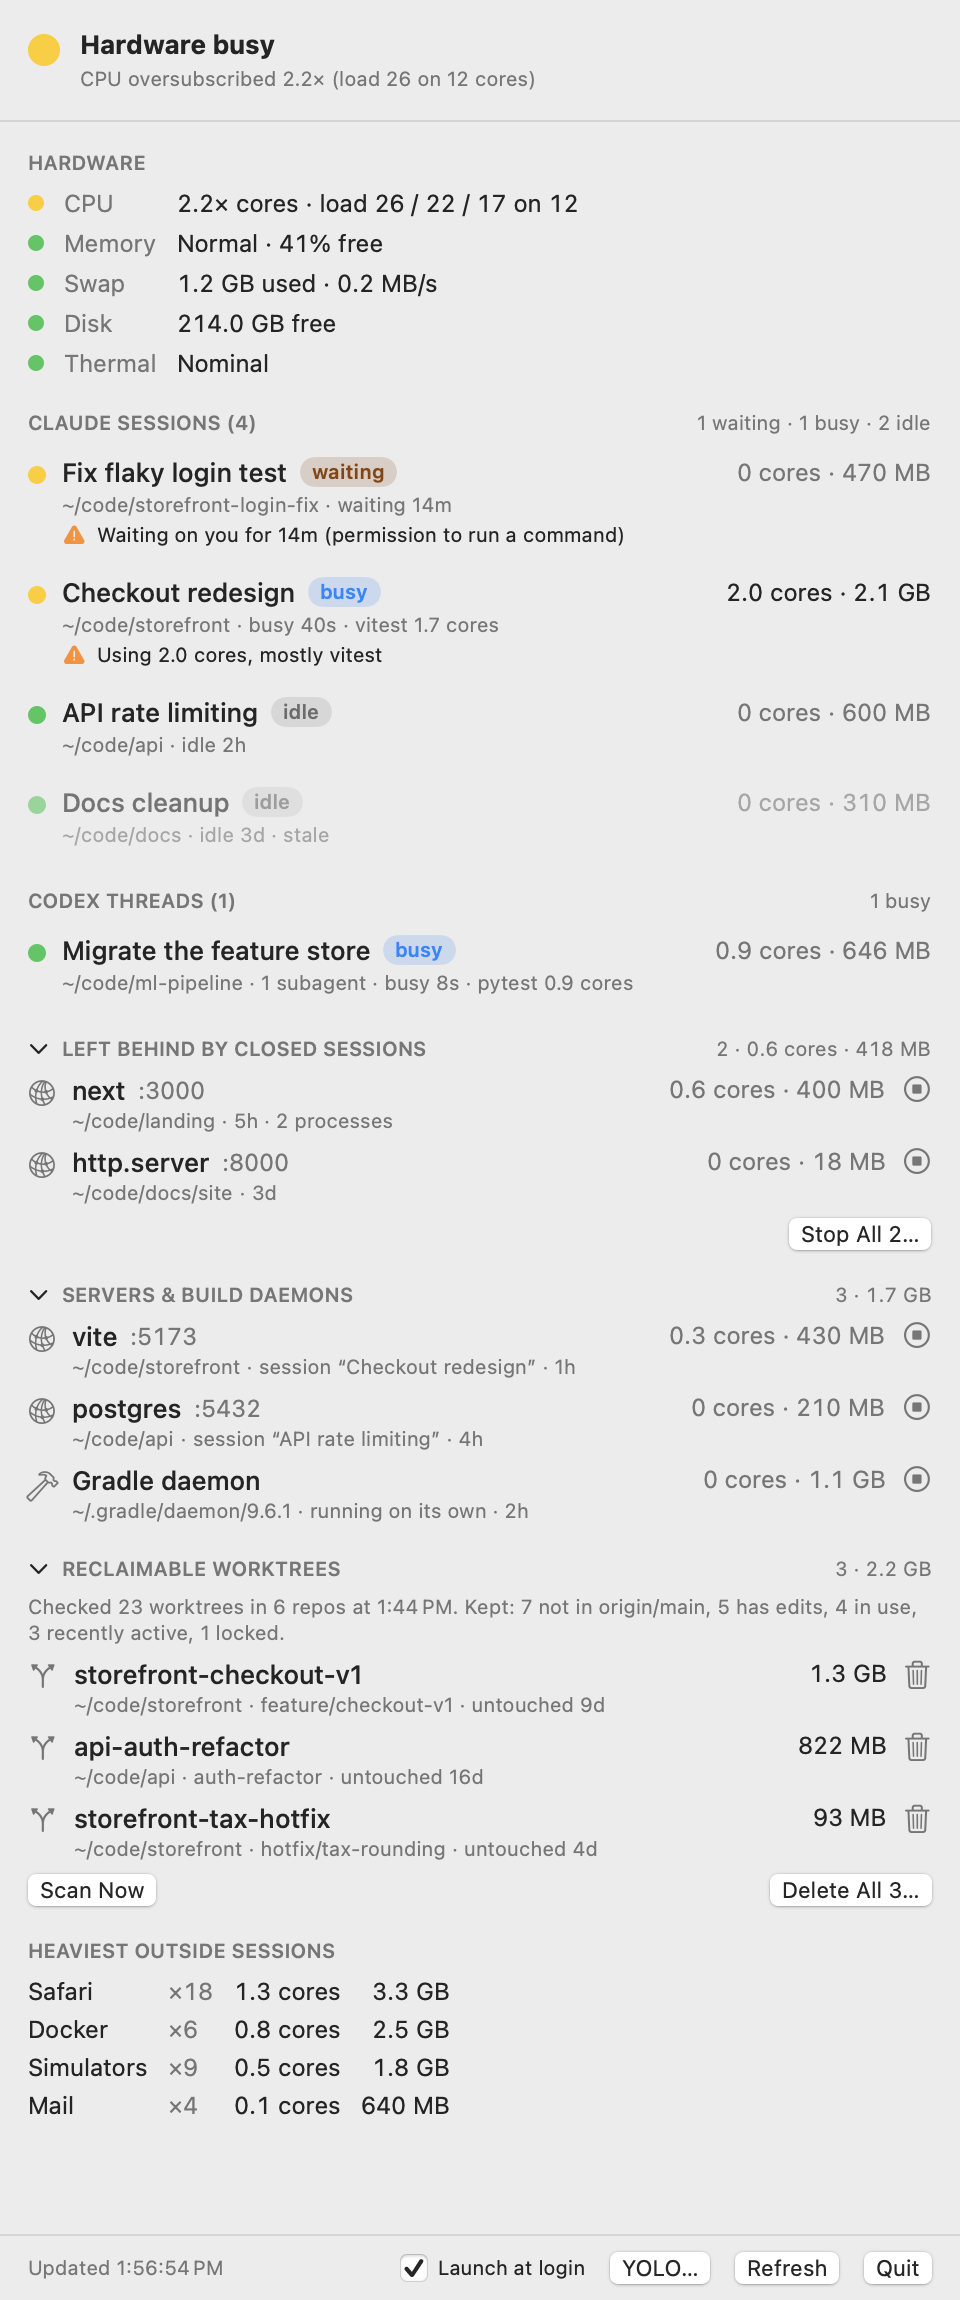 Hardware busy
CPU oversubscribed 2.2× (load 26 on 12 cores)
HARDWARE
CPU 2.2× cores · load 26 / 22 / 17 on 12
Memory Normal · 41% free
Swap 1.2 GB used · 0.2 MB/s
Disk 214.0 GB free
Thermal Nominal
CLAUDE SESSIONS (4) 1 waiting · 1 busy · 2 idle
Fix flaky login test waiting 0 cores · 470 MB
~/code/storefront-login-fix · waiting 14m
Waiting on you for 14m (permission to run a command)
Checkout redesign busy 2.0 cores · 2.1 GB
~/code/storefront · busy 40s · vitest 1.7 cores
Using 2.0 cores, mostly vitest
API rate limiting idle 0 cores · 600 MB
~/code/api · idle 2h
Docs cleanup idle 0 cores · 310 MB
~/code/docs · idle 3d · stale
CODEX THREADS (1) 1 busy
Migrate the feature store busy 0.9 cores · 646 MB
~/code/ml-pipeline · 1 subagent · busy 8s · pytest 0.9 cores
LEFT BEHIND BY CLOSED SESSIONS 2 · 0.6 cores · 418 MB
next :3000 0.6 cores · 400 MB
~/code/landing · 5h · 2 processes
http.server :8000 0 cores · 18 MB
~/code/docs/site · 3d
Stop All 2...
SERVERS & BUILD DAEMONS 3 · 1.7 GB
vite :5173 0.3 cores · 430 MB
~/code/storefront · session “Checkout redesign” · 1h
postgres :5432 0 cores · 210 MB
~/code/api · session “API rate limiting” · 4h
Gradle daemon 0 cores · 1.1 GB
~/.gradle/daemon/9.6.1 · running on its own · 2h
RECLAIMABLE WORKTREES 3 · 2.2 GB
Checked 23 worktrees in 6 repos at 1:44 PM. Kept: 7 not in origin/main, 5 has edits, 4 in use,
3 recently active, 1 locked.
storefront-checkout-v1 1.3 GB
~/code/storefront · feature/checkout-v1 · untouched 9d
api-auth-refactor 822 MB
~/code/api · auth-refactor · untouched 16d
storefront-tax-hotfix 93 MB
~/code/storefront · hotfix/tax-rounding · untouched 4d
Scan Now Delete All 3...
HEAVIEST OUTSIDE SESSIONS
Safari ×18 1.3 cores 3.3 GB
Docker ×6 0.8 cores 2.5 GB
Simulators ×9 0.5 cores 1.8 GB
Mail ×4 0.1 cores 640 MB
Updated 1:56:54 PM Launch at login YOLO... Refresh Quit